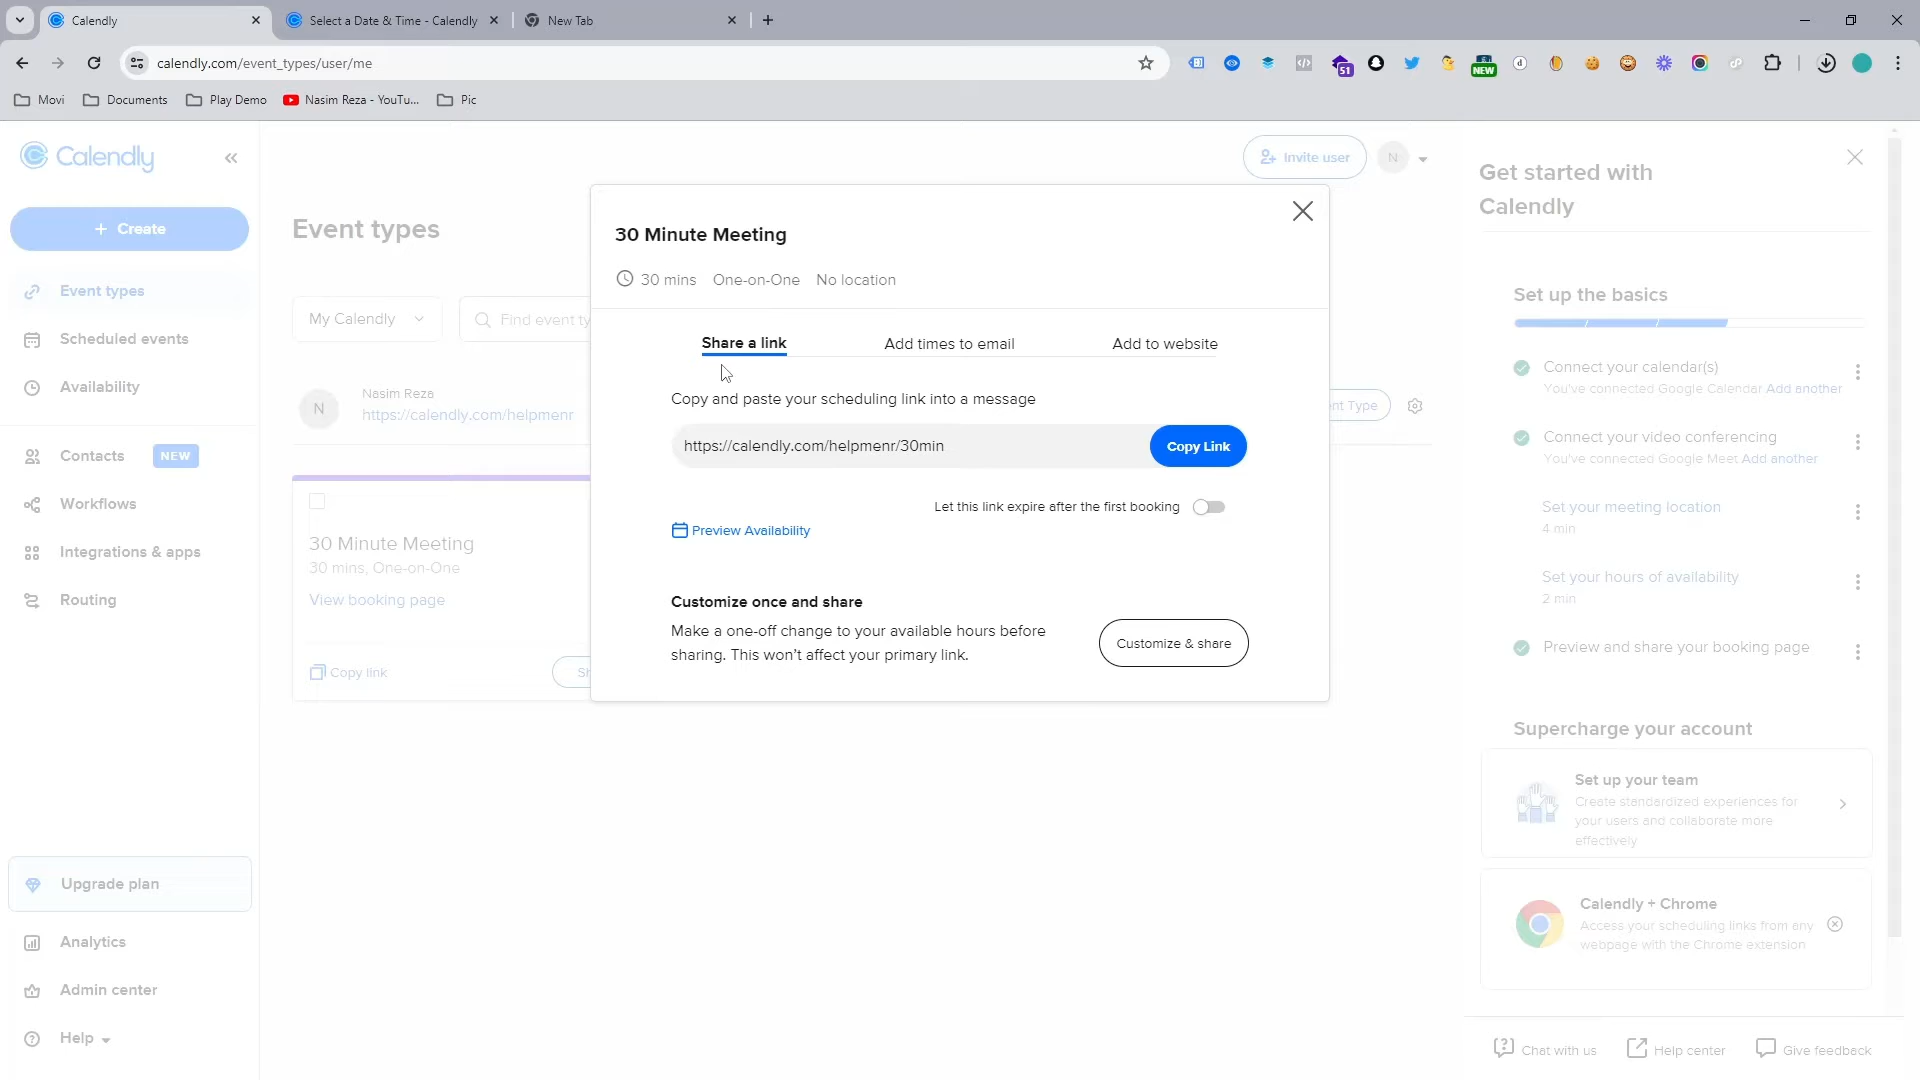 Calendly
Select a Date & Time - Calendly
New Tab
calendly.com/event_types/user/me
51
NEW
Movi
Documents
Play Demo
Nasim Reza - YouTu...
Pic
Calendly
+ Create
Event types
Scheduled events
Availability
Contacts NEW
Workflows
Integrations & apps
Routing
Upgrade plan
Analytics
Admin center
Help
Invite user
N
Event types
My Calendly
Find event ty
N
Nasim Reza
https://calendly.com/helpmenr
nt Type
30 Minute Meeting
30 mins, One-on-One
View booking page
Copy link
Sh
30 Minute Meeting
30 mins One-on-One No location
Share a link
Add times to email
Add to website
Copy and paste your scheduling link into a message
https://calendly.com/helpmenr/30min
Copy Link
Let this link expire after the first booking
Preview Availability
Customize once and share
Make a one-off change to your available hours before
sharing. This won't affect your primary link.
Customize & share
Get started with
Calendly
Set up the basics
Connect your calendar(s)
You've connected Google Calendar Add another
Connect your video conferencing
You've connected Google Meet Add another
Set your meeting location
4 min
Set your hours of availability
2 min
Preview and share your booking page
Supercharge your account
Set up your team
Create standardized experiences for
your users and collaborate more
effectively
Calendly + Chrome
Access your scheduling links from any
webpage with the Chrome extension
Chat with us
Help center
Give feedback